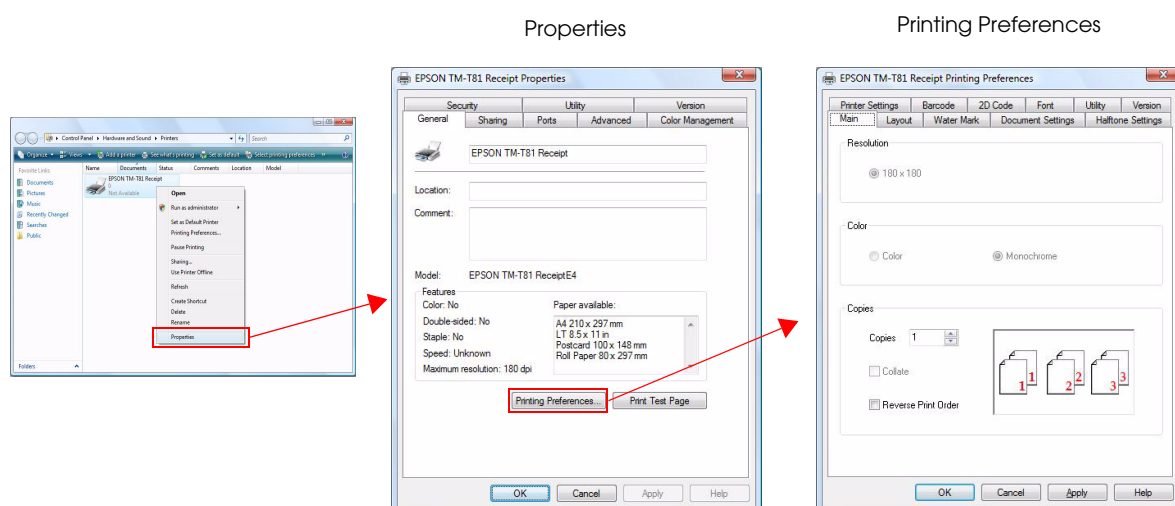 Properties
Printing Preferences
Control Panel ▸ Hardware and Sound ▸ Printers
Search
Organize Views Add a printer See what's printing Set as default Select printing preferences »
Favorite Links
Documents
Pictures
Music
Recently Changed
Searches
Public
Folders
Name Documents Status Comments Location Model
EPSON TM-T81 Receipt
0
Not Available
Open
Run as administrator
Set as Default Printer
Printing Preferences...
Pause Printing
Sharing...
Use Printer Offline
Refresh
Create Shortcut
Delete
Rename
Properties
EPSON TM-T81 Receipt Properties
Security Utility Version
General Sharing Ports Advanced Color Management
EPSON TM-T81 Receipt
Location:
Comment:
Model: EPSON TM-T81 ReceiptE4
Features
Color: No
Double-sided: No
Staple: No
Speed: Unknown
Maximum resolution: 180 dpi
Paper available:
A4 210 x 297 mm
LT 8.5 x 11 in
Postcard 100 x 148 mm
Roll Paper 80 x 297 mm
Printing Preferences... Print Test Page
OK Cancel Apply Help
EPSON TM-T81 Receipt Printing Preferences
Printer Settings Barcode 2D Code Font Utility Version
Main Layout Water Mark Document Settings Halftone Settings
Resolution
180 x 180
Color
Color Monochrome
Copies
Copies 1
Collate
Reverse Print Order
1 1 2 2 3 3
OK Cancel Apply Help